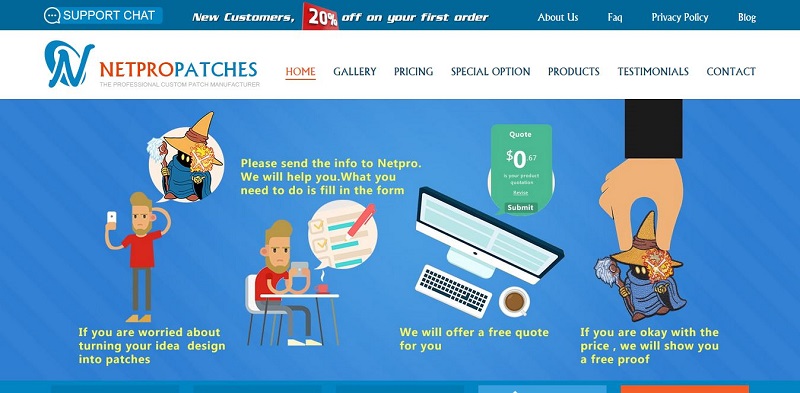 SUPPORT CHAT
New Customers, 20% off on your first order
About Us Faq Privacy Policy Blog
NETPROPATCHES
THE PROFESSIONAL CUSTOM PATCH MANUFACTURER
HOME GALLERY PRICING SPECIAL OPTION PRODUCTS TESTIMONIALS CONTACT
Please send the info to Netpro.
We will help you.What you
need to do is fill in the form
Quote
$0.67
is your product
quotation
Revise
Submit
If you are worried about
turning your idea design
into patches
We will offer a free quote
for you
If you are okay with the
price , we will show you
a free proof